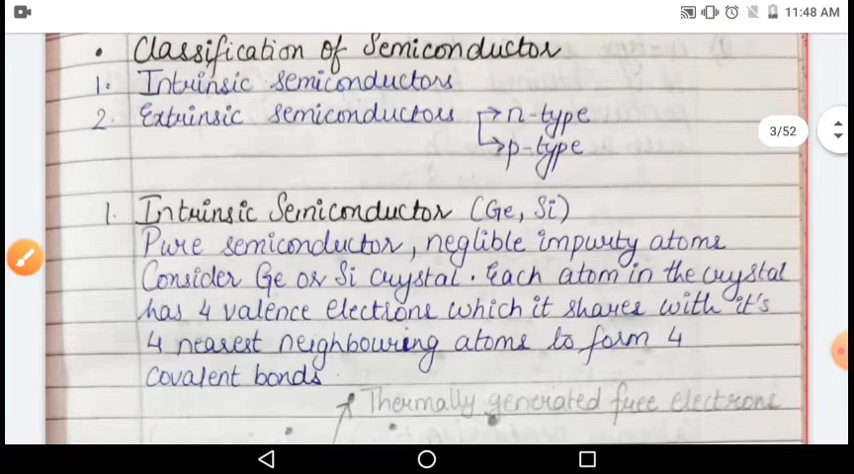 11:48 AM
• Classification of Semiconductor
1. Intrinsic semiconductors
2. Extrinsic semiconductors → n-type
→ p-type
3/52
1. Intrinsic Semiconductor (Ge, Si)
Pure semiconductor, neglible impurty atoms
Consider Ge or Si crystal. Each atom in the crystal
has 4 valence electrons which it shares with it's
4 nearest neighbouring atoms to form 4
covalent bonds.
Thermally generated free electrons